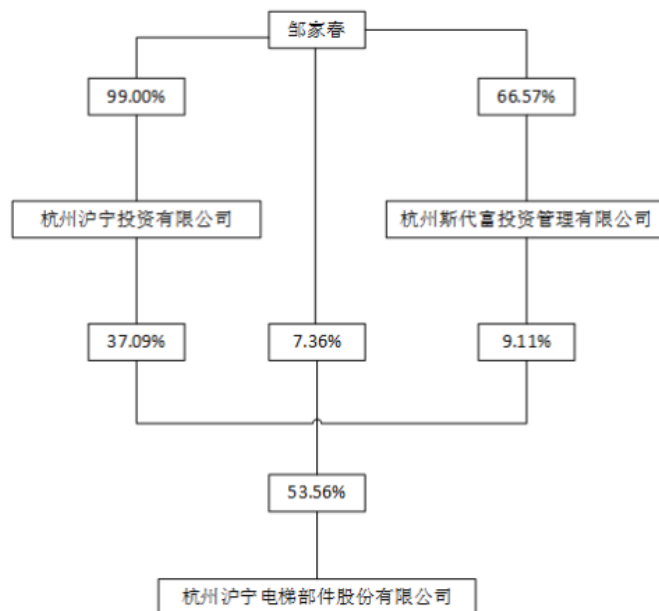 邹家春
99.00%
66.57%
杭州沪宁投资有限公司
杭州斯代富投资管理有限公司
37.09%
7.36%
9.11%
53.56%
杭州沪宁电梯部件股份有限公司